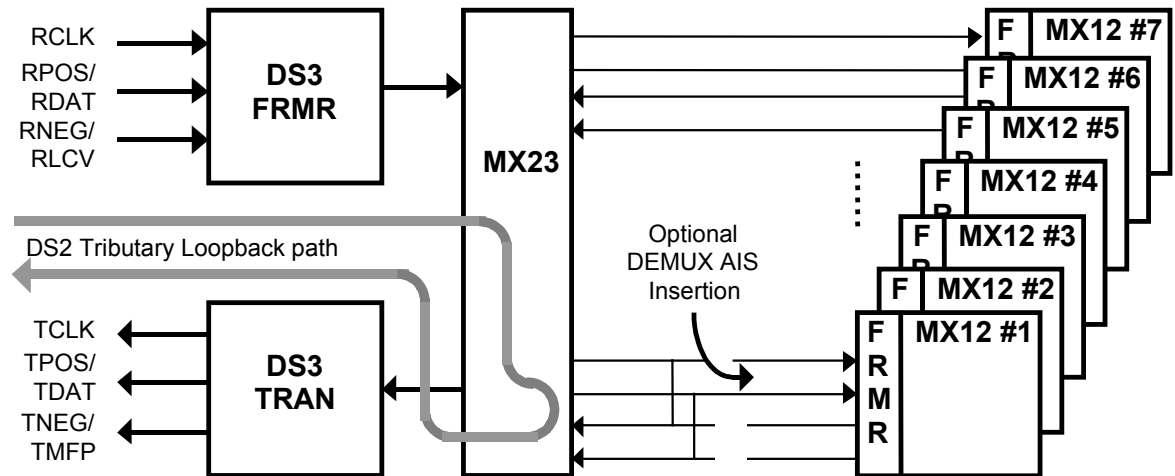 RCLK
RPOS/
RDAT
RNEG/
RLCV
DS3
FRMR
MX23
F
R
MX12 #7
F
R
MX12 #6
F
R
MX12 #5
F
R
MX12 #4
F
R
MX12 #3
F
MX12 #2
F
R
M
R
MX12 #1
DS2 Tributary Loopback path
Optional
DEMUX AIS
Insertion
TCLK
TPOS/
TDAT
TNEG/
TMFP
DS3
TRAN